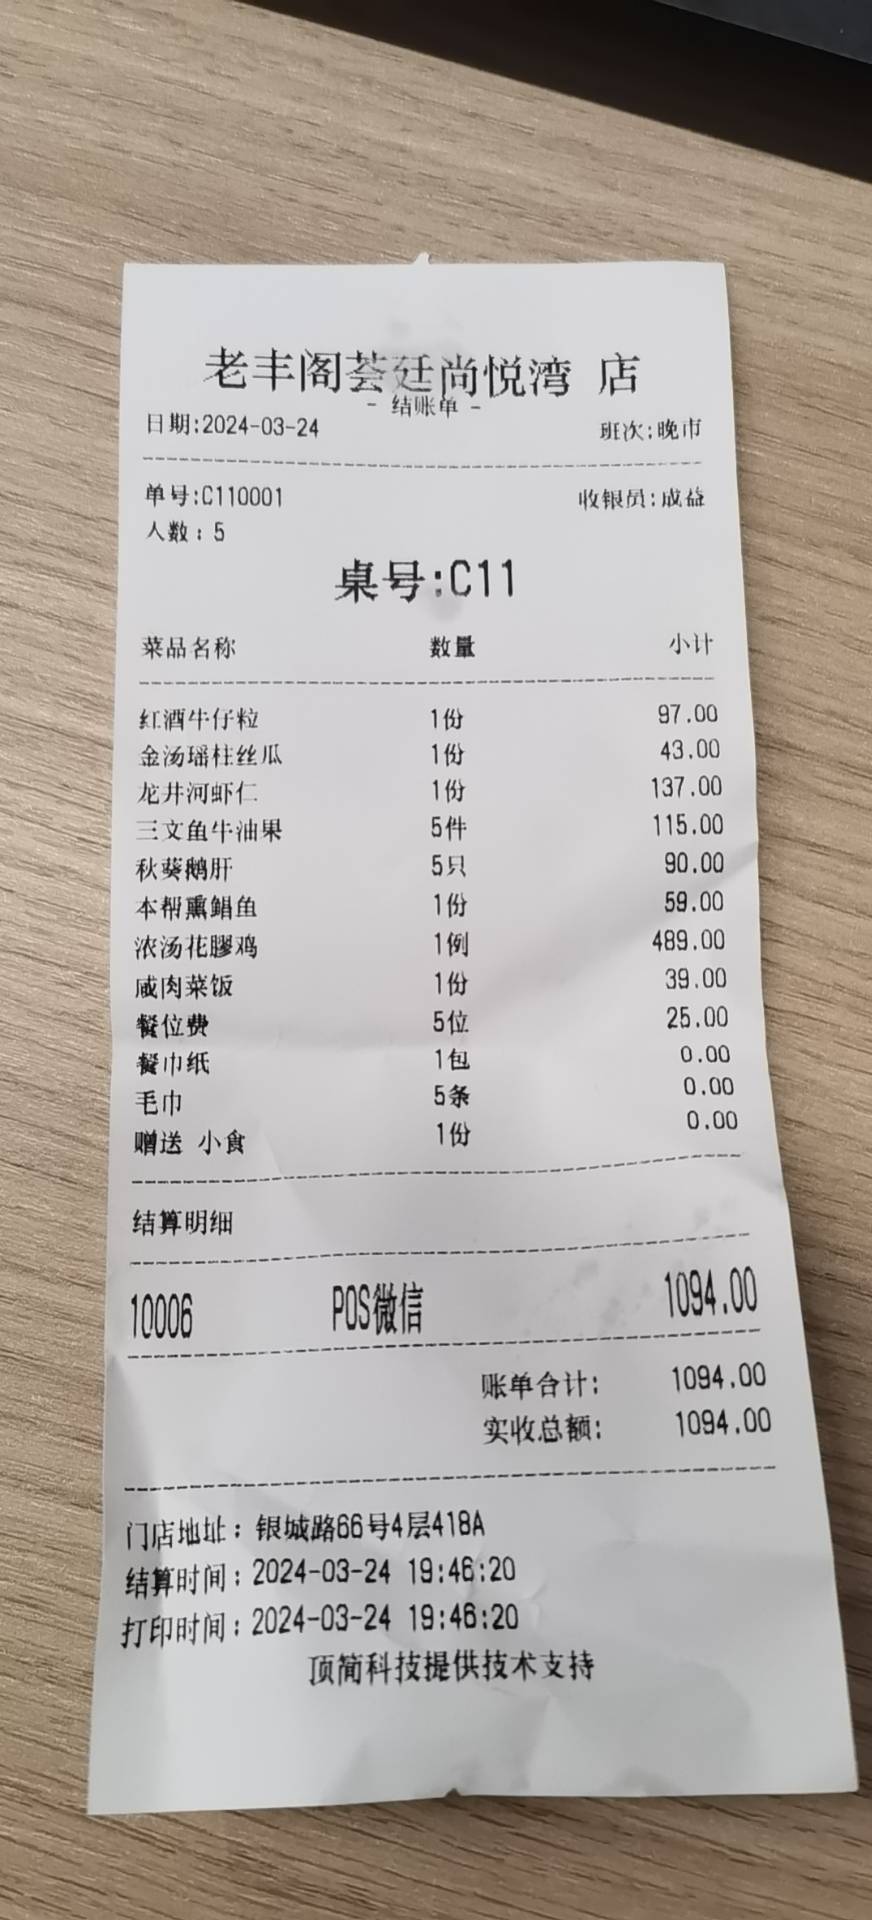 老丰阁荟廷尚悦湾 店
- 结账单 -
日期:2024-03-24 班次:晚市
单号:C110001 收银员:成益
人数:5
桌号:C11
菜品名称 数量 小计
红酒牛仔粒 1份 97.00
金汤瑶柱丝瓜 1份 43.00
龙井河虾仁 1份 137.00
三文鱼牛油果 5件 115.00
秋葵鹅肝 5只 90.00
本帮熏鲳鱼 1份 59.00
浓汤花膠鸡 1例 489.00
咸肉菜饭 1份 39.00
餐位费 5位 25.00
餐巾纸 1包 0.00
毛巾 5条 0.00
赠送 小食 1份 0.00
结算明细
10006 POS微信 1094.00
账单合计: 1094.00
实收总额: 1094.00
门店地址:银城路66号4层418A
结算时间:2024-03-24 19:46:20
打印时间:2024-03-24 19:46:20
顶简科技提供技术支持